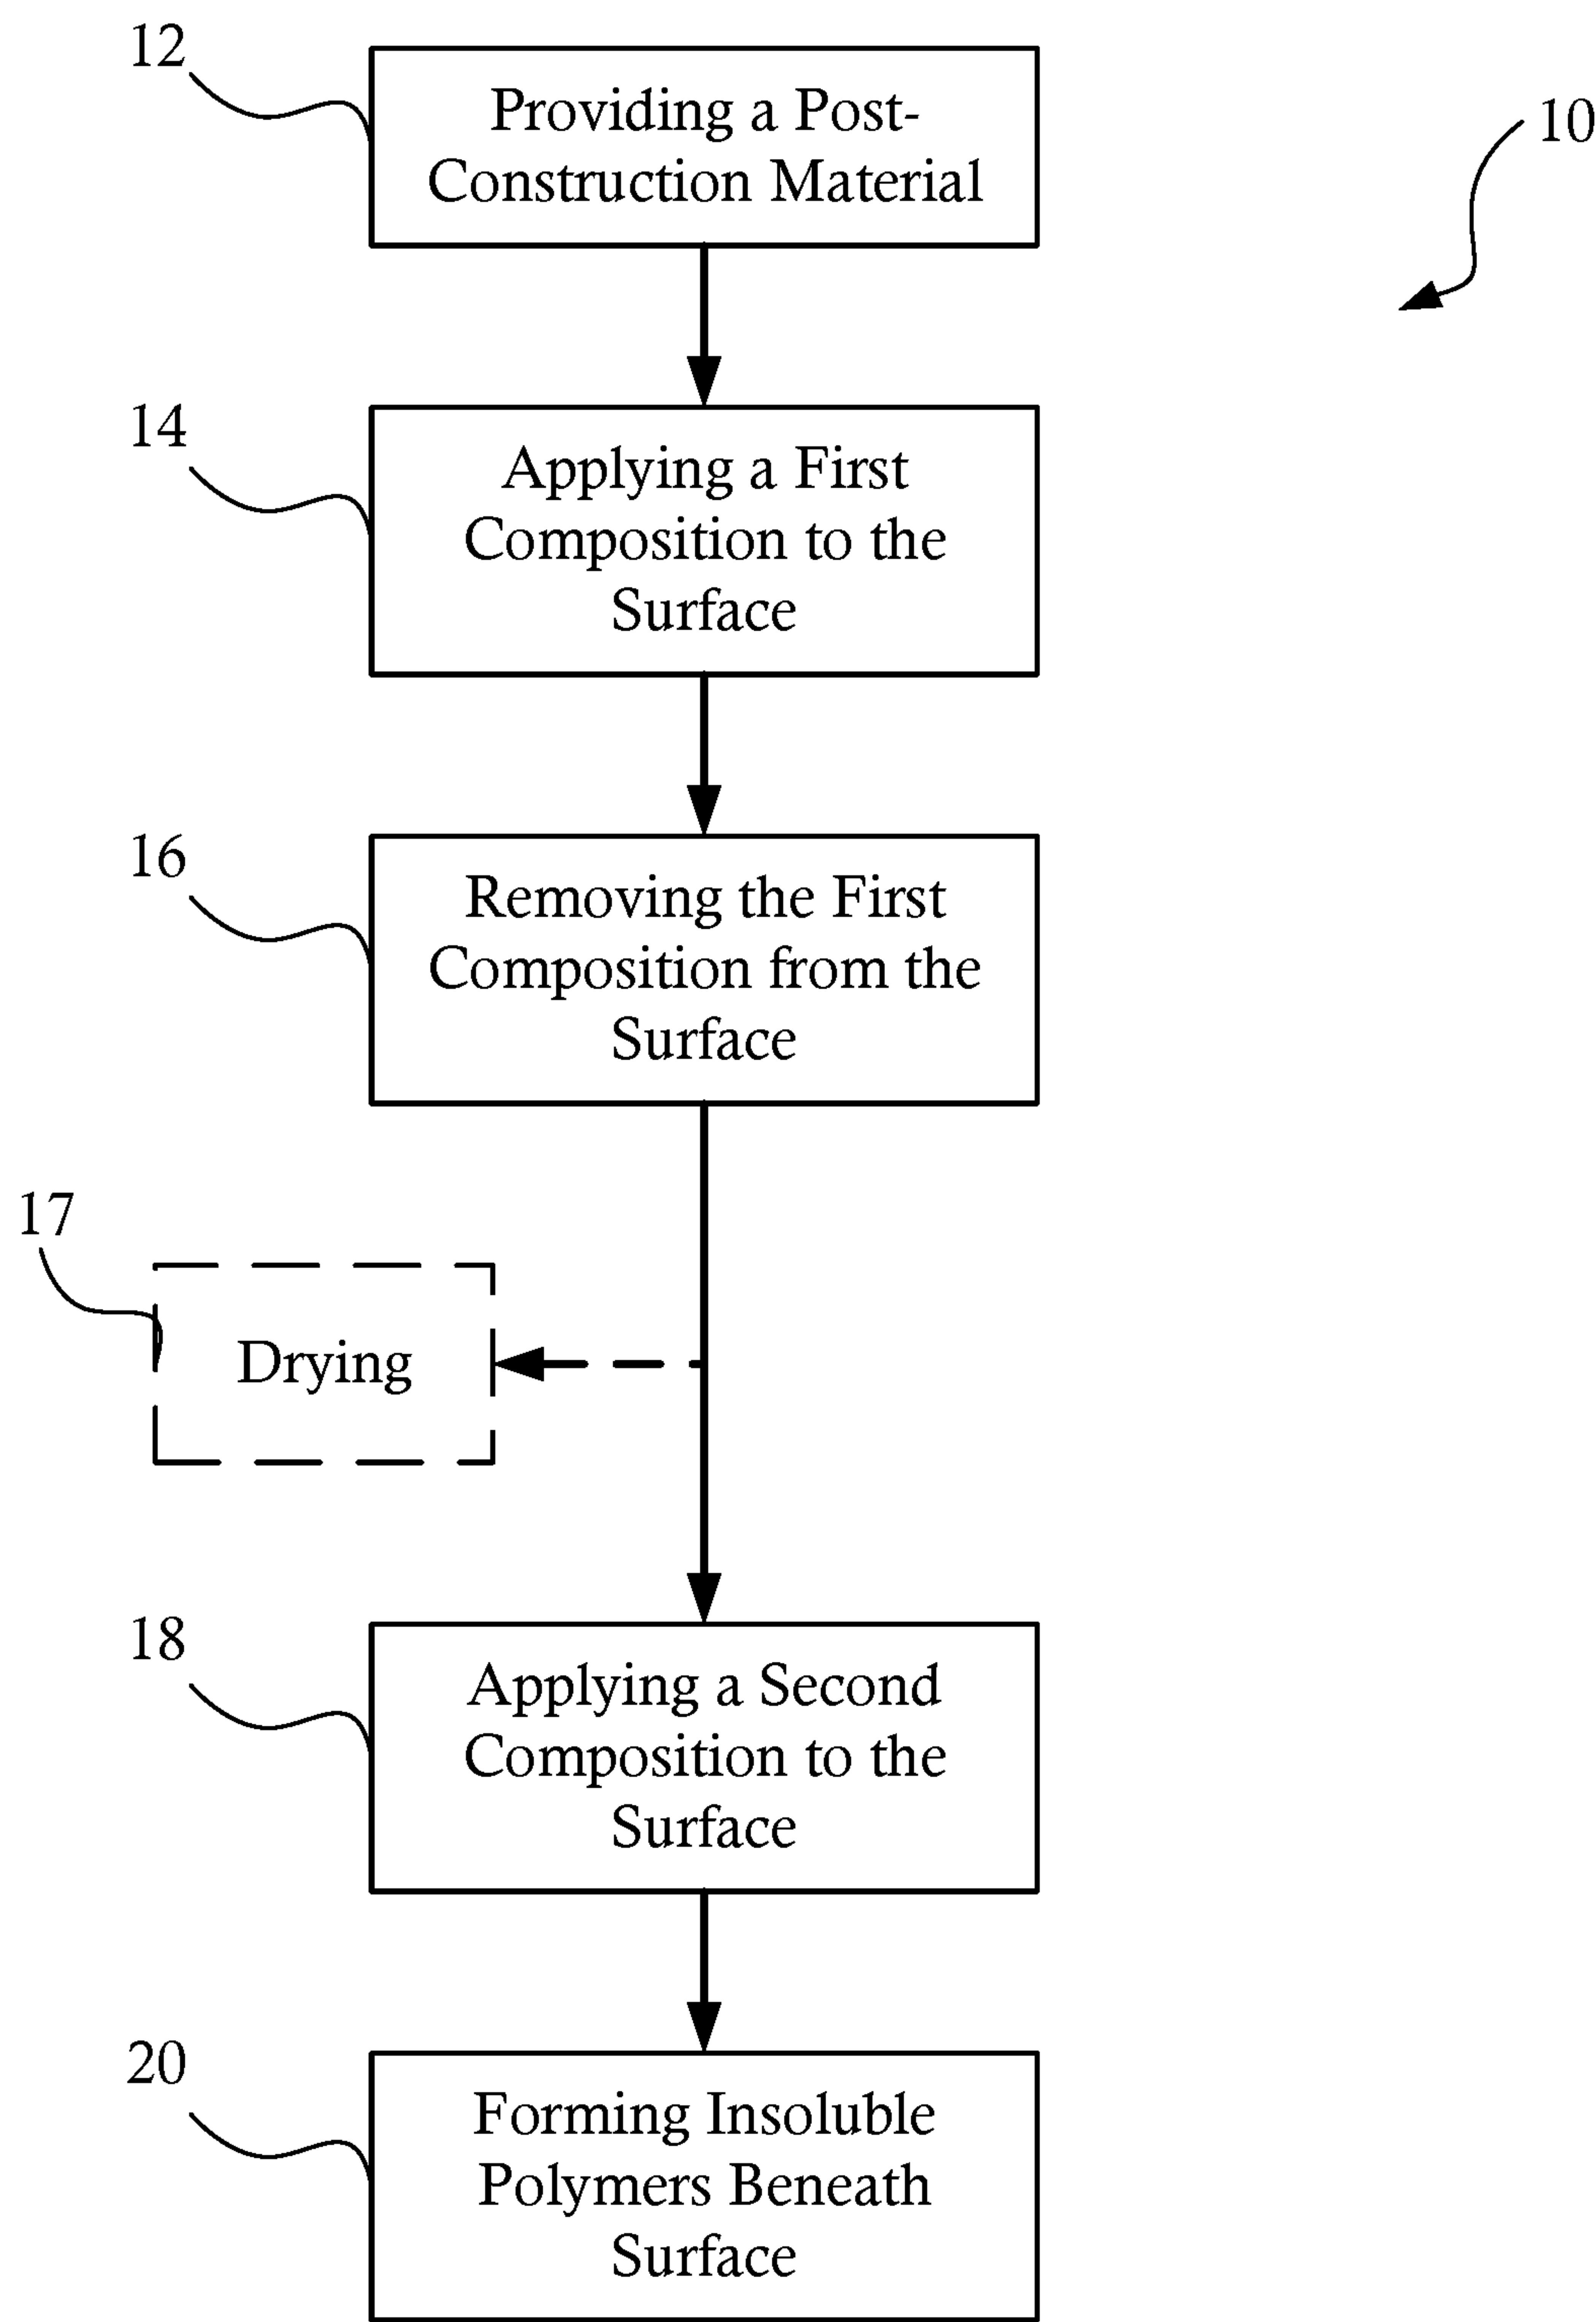 12
Providing a Post-
Construction Material
10
14
Applying a First
Composition to the
Surface
16
Removing the First
Composition from the
Surface
17
Drying
18
Applying a Second
Composition to the
Surface
20
Forming Insoluble
Polymers Beneath
Surface